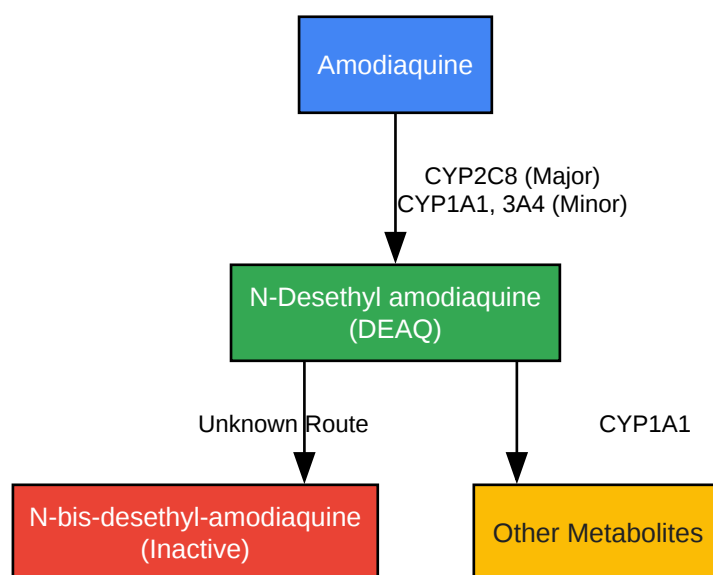 Amodiaquine
CYP2C8 (Major)
CYP1A1, 3A4 (Minor)
N-Desethyl amodiaquine
(DEAQ)
Unknown Route
CYP1A1
N-bis-desethyl-amodiaquine
(Inactive)
Other Metabolites